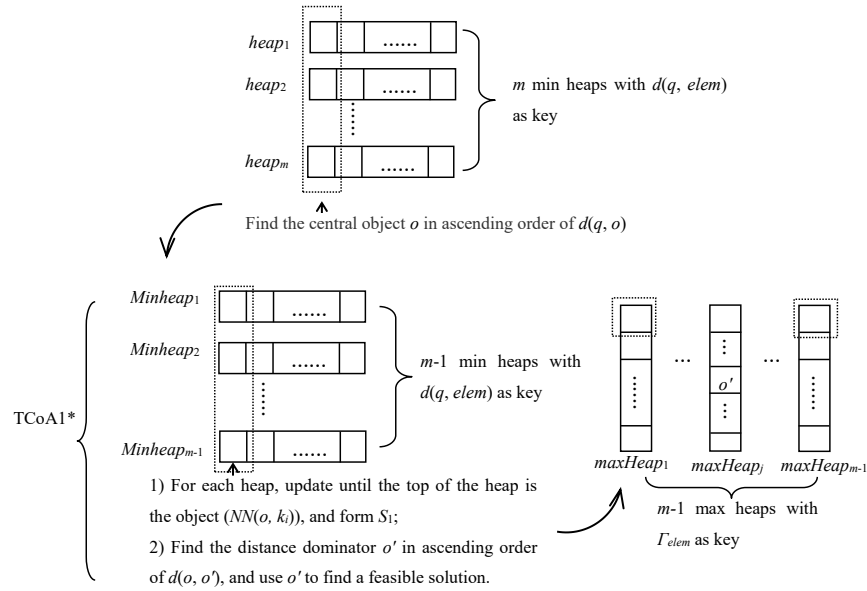 heap1
......
heap2
......
m min heaps with d(q, elem)
as key
heapm
......
Find the central object o in ascending order of d(q, o)
Minheap1
......
Minheap2
......
m-1 min heaps with
d(q, elem) as key
Minheapm-1
......
TCoA1*
1) For each heap, update until the top of the heap is
the object (NN(o, ki)), and form S1;
2) Find the distance dominator o′ in ascending order
of d(o, o′), and use o′ to find a feasible solution.
... o′ ...
maxHeap1 maxHeapj maxHeapm-1
m-1 max heaps with
Γelem as key